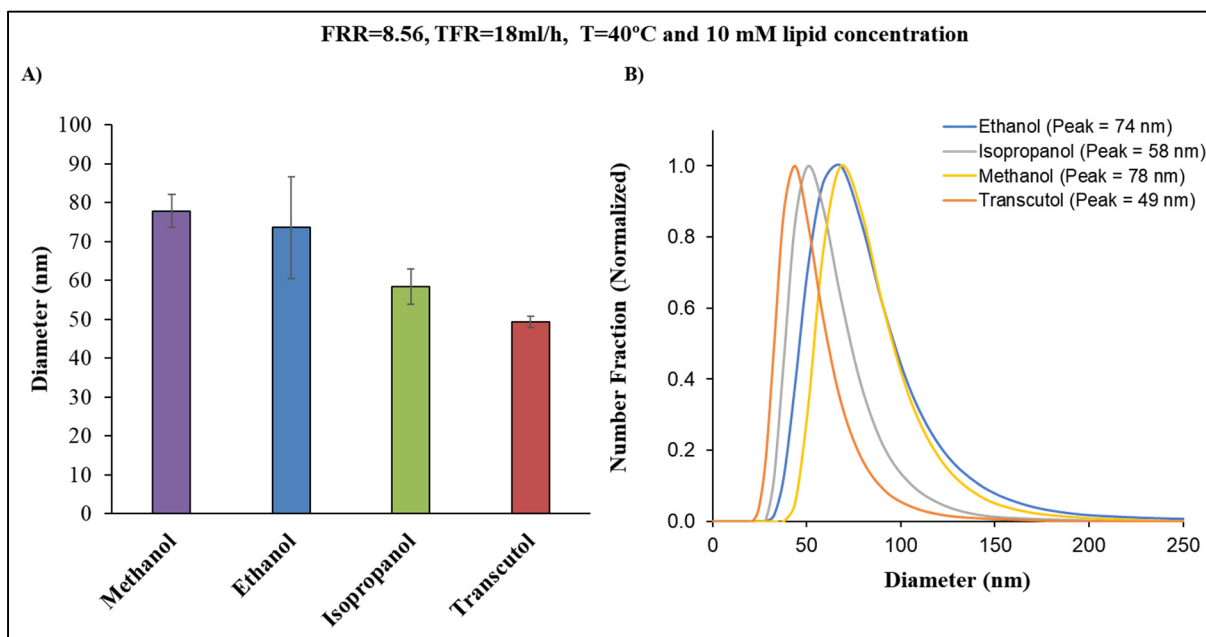 FRR=8.56, TFR=18ml/h, T=40ºC and 10 mM lipid concentration
A)
100
90
80
70
60
50
40
30
20
10
0
Diameter (nm)
Methanol
Ethanol
Isopropanol
Transcutol
B)
Ethanol (Peak = 74 nm)
Isopropanol (Peak = 58 nm)
Methanol (Peak = 78 nm)
Transcutol (Peak = 49 nm)
1.0
0.8
0.6
0.4
0.2
0.0
Number Fraction (Normalized)
0 50 100 150 200 250
Diameter (nm)